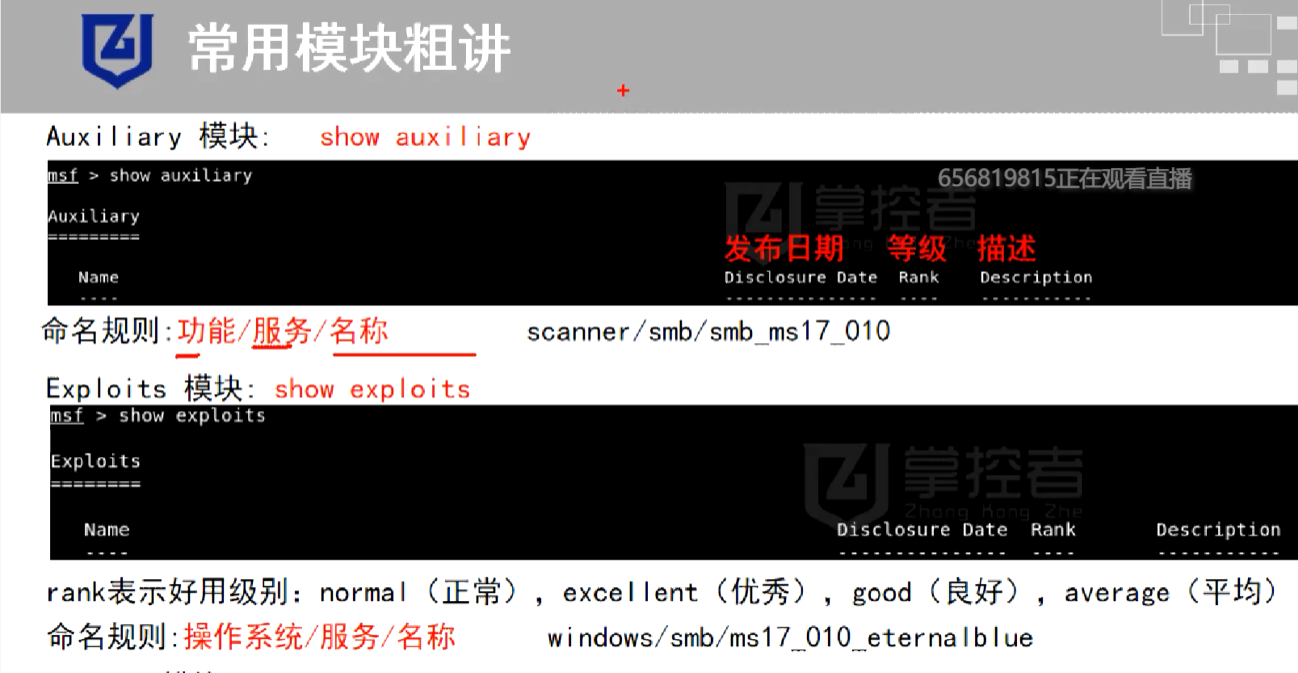 常用模块粗讲
Auxiliary 模块: show auxiliary
msf > show auxiliary
656819815正在观看直播
掌控者
Auxiliary
=========
发布日期 等级 描述
Name Disclosure Date Rank Description
---- --------------- ---- -----------
命名规则:功能/服务/名称 scanner/smb/smb_ms17_010
Exploits 模块: show exploits
msf > show exploits
掌控者
Zhang Kong Zhe
Exploits
========
Name Disclosure Date Rank Description
---- --------------- ---- -----------
rank表示好用级别: normal（正常）, excellent（优秀）, good（良好）, average（平均）
命名规则:操作系统/服务/名称 windows/smb/ms17_010_eternalblue